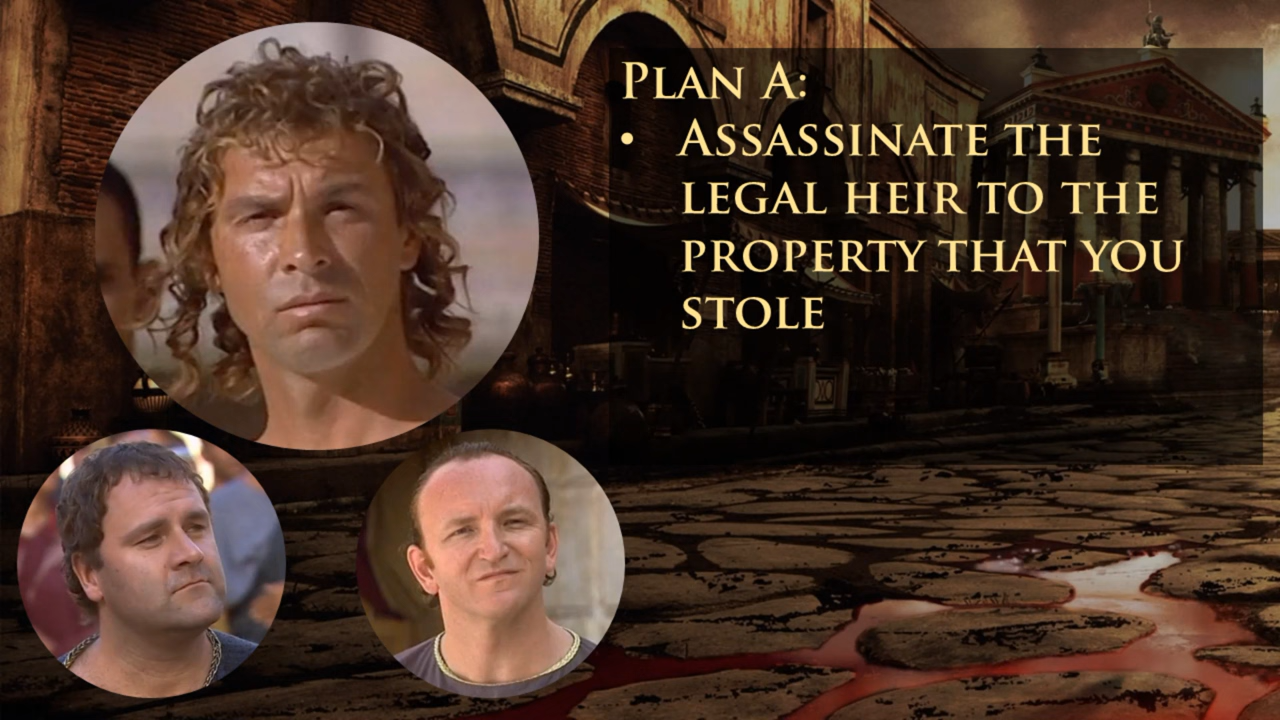 Plan A:
• Assassinate the
legal heir to the
property that you
stole